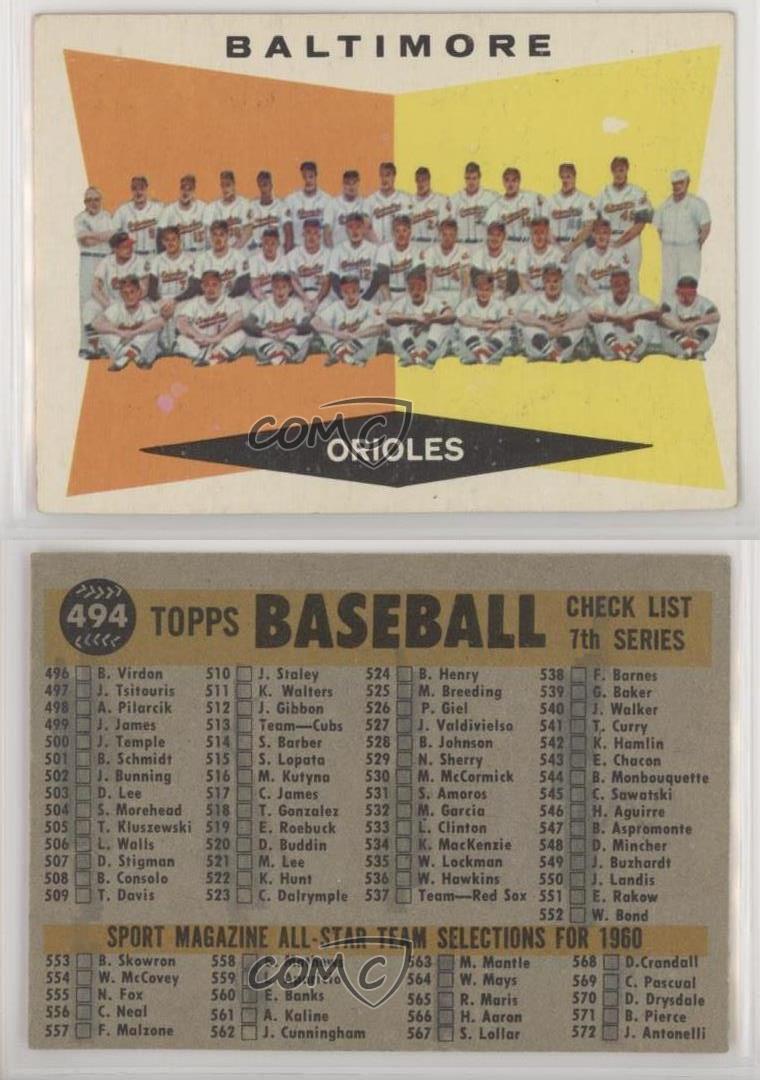 BALTIMORE
ORIOLES
COMC
494 TOPPS BASEBALL CHECK LIST
7th SERIES
496 B. Virdon
497 J. Tsitouris
498 A. Pilarcik
499 J. James
500 J. Temple
501 B. Schmidt
502 J. Bunning
503 D. Lee
504 S. Morehead
505 T. Kluszewski
506 L. Walls
507 D. Stigman
508 B. Consolo
509 T. Davis
510 J. Staley
511 K. Walters
512 J. Gibbon
513 Team—Cubs
514 S. Barber
515 S. Lopata
516 M. Kutyna
517 C. James
518 T. Gonzalez
519 E. Roebuck
520 D. Buddin
521 M. Lee
522 K. Hunt
523 C. Dalrymple
524 B. Henry
525 M. Breeding
526 P. Giel
527 J. Valdivielso
528 B. Johnson
529 N. Sherry
530 M. McCormick
531 S. Amoros
532 M. Garcia
533 L. Clinton
534 K. MacKenzie
535 W. Lockman
536 W. Hawkins
537 Team—Red Sox
538 F. Barnes
539 G. Baker
540 J. Walker
541 T. Curry
542 K. Hamlin
543 E. Chacon
544 B. Monbouquette
545 C. Sawatski
546 H. Aguirre
547 B. Aspromonte
548 D. Mincher
549 J. Buzhardt
550 J. Landis
551 E. Rakow
552 W. Bond
SPORT MAGAZINE ALL-STAR TEAM SELECTIONS FOR 1960
553 B. Skowron
554 W. McCovey
555 N. Fox
556 C. Neal
557 F. Malzone
558
559
560 E. Banks
561 A. Kaline
562 J. Cunningham
563 M. Mantle
564 W. Mays
565 R. Maris
566 H. Aaron
567 S. Lollar
568 D. Crandall
569 C. Pascual
570 D. Drysdale
571 B. Pierce
572 J. Antonelli
COMC